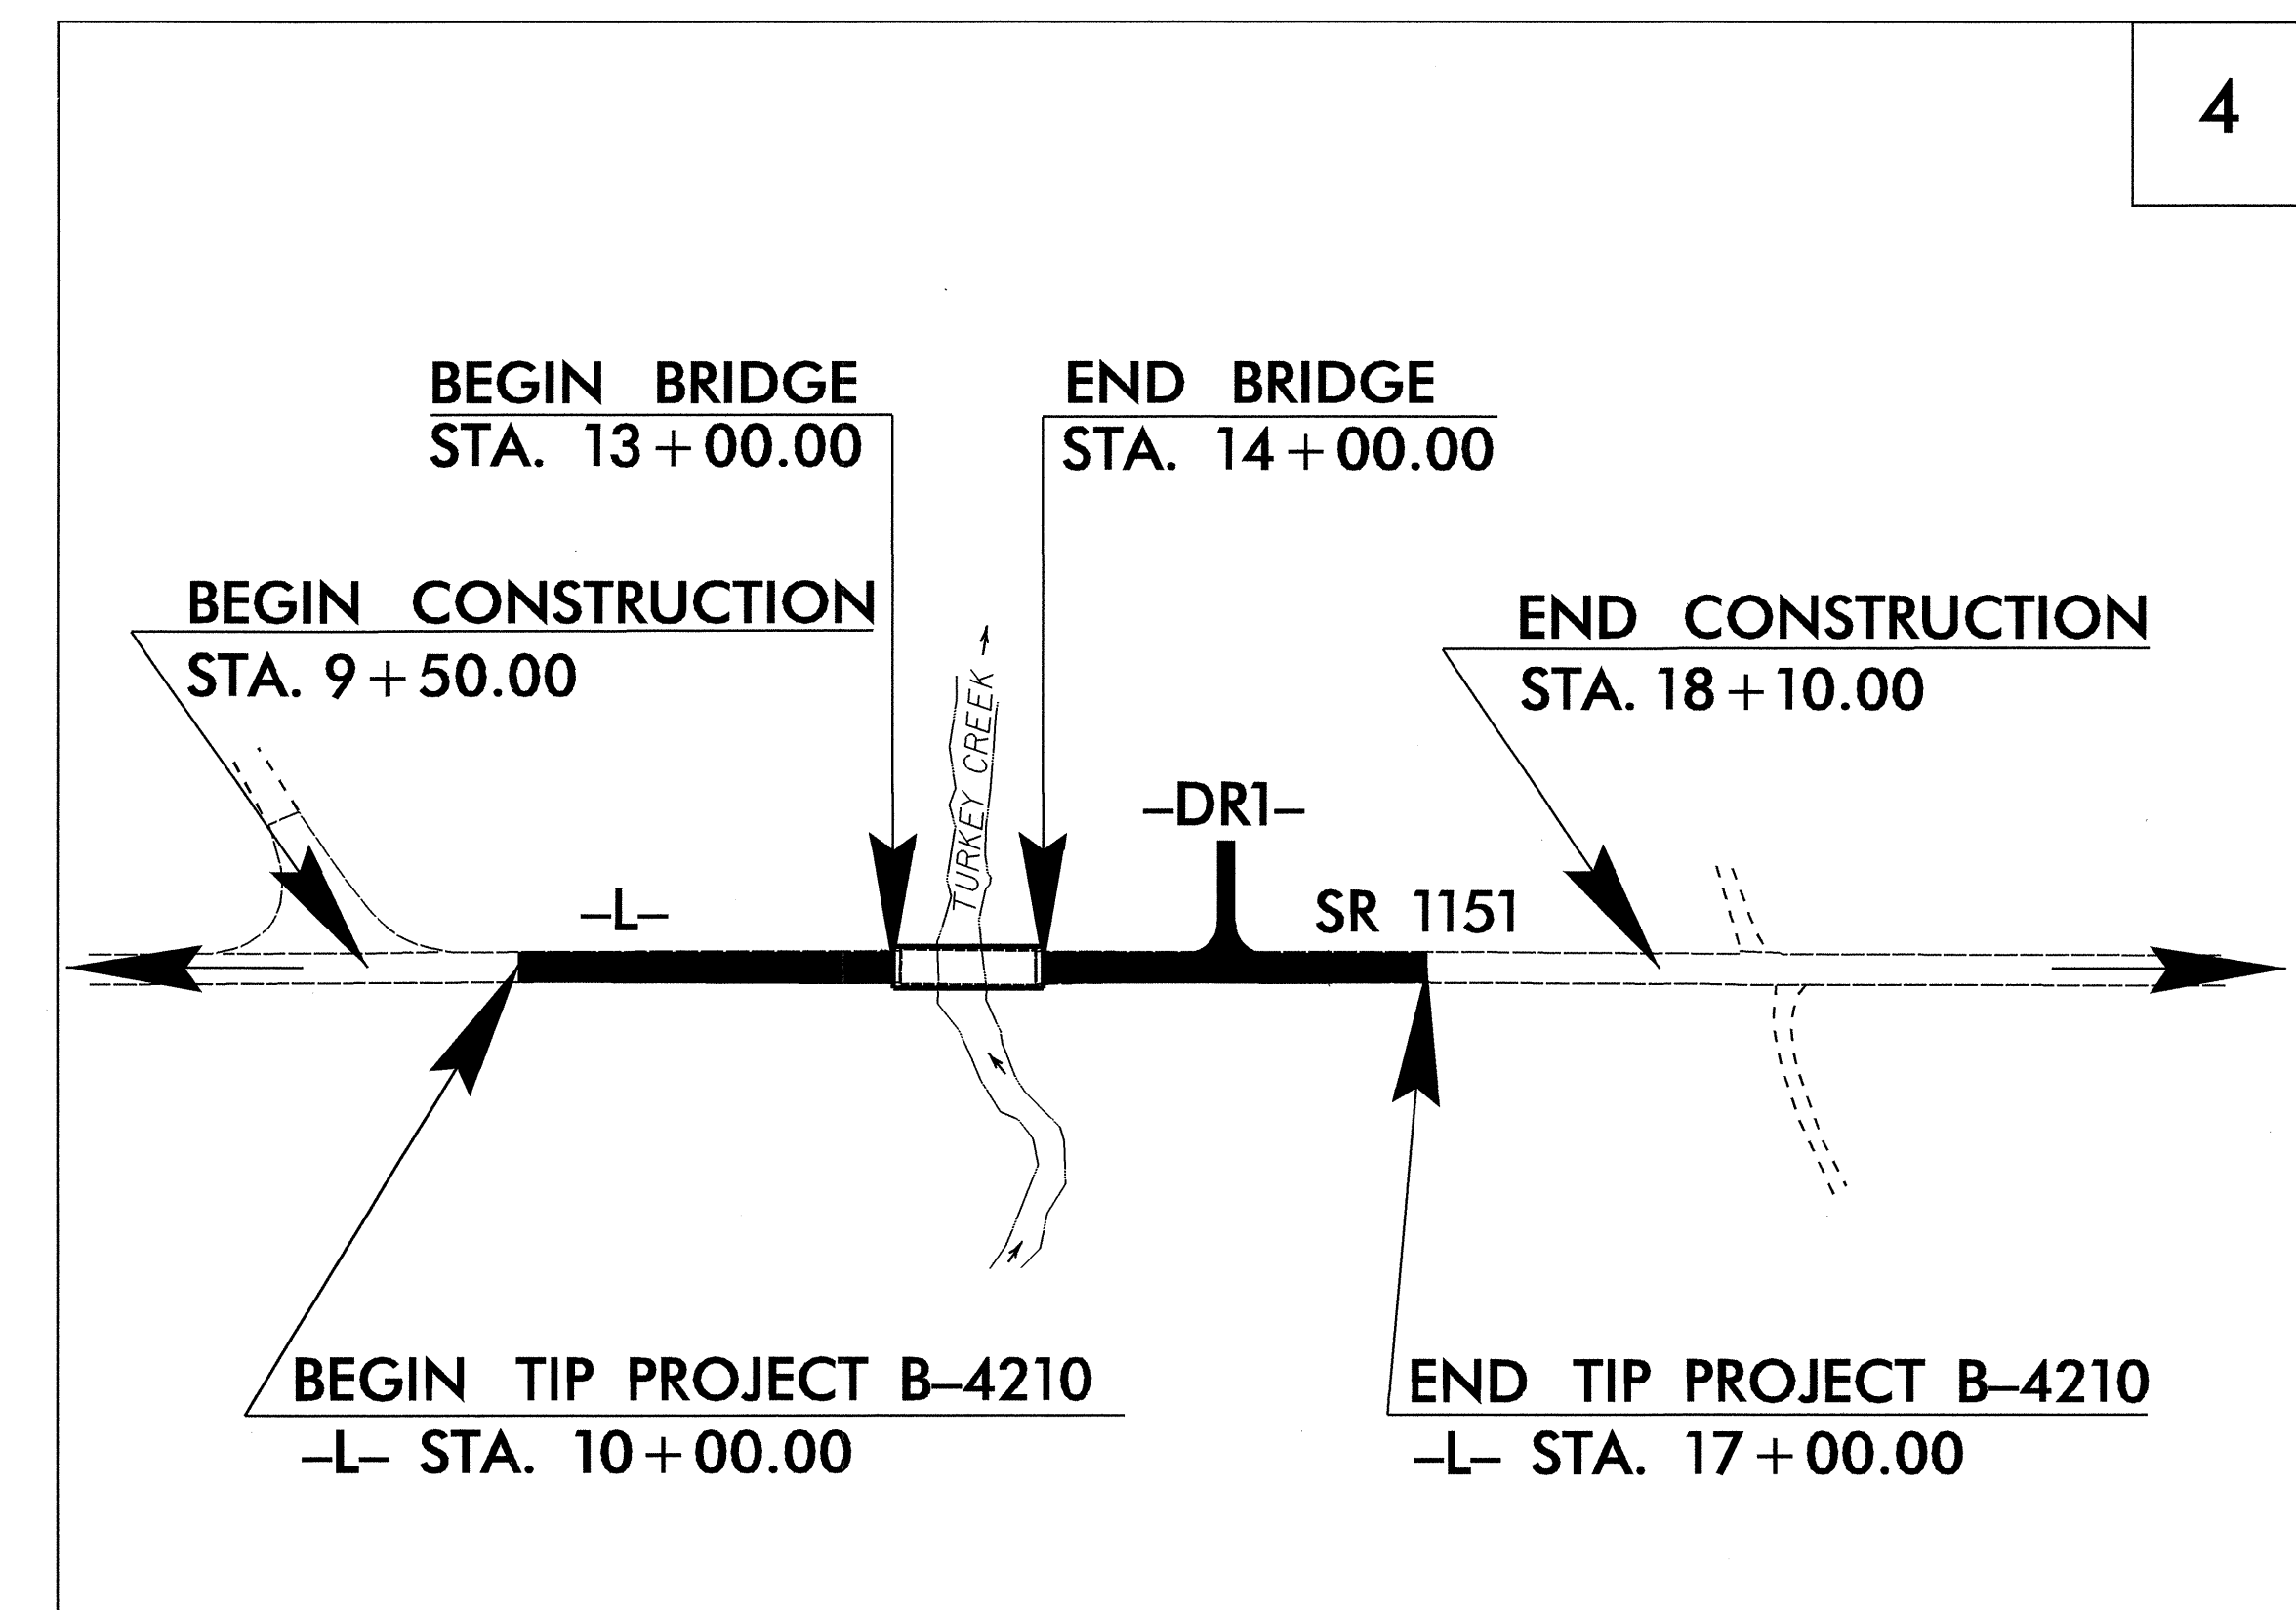 4
BEGIN BRIDGE
STA. 13+00.00
END BRIDGE
STA. 14+00.00
BEGIN CONSTRUCTION
STA. 9+50.00
END CONSTRUCTION
STA. 18+10.00
TURKEY CREEK
–DR1–
–L–
SR 1151
BEGIN TIP PROJECT B–4210
–L– STA. 10+00.00
END TIP PROJECT B–4210
–L– STA. 17+00.00